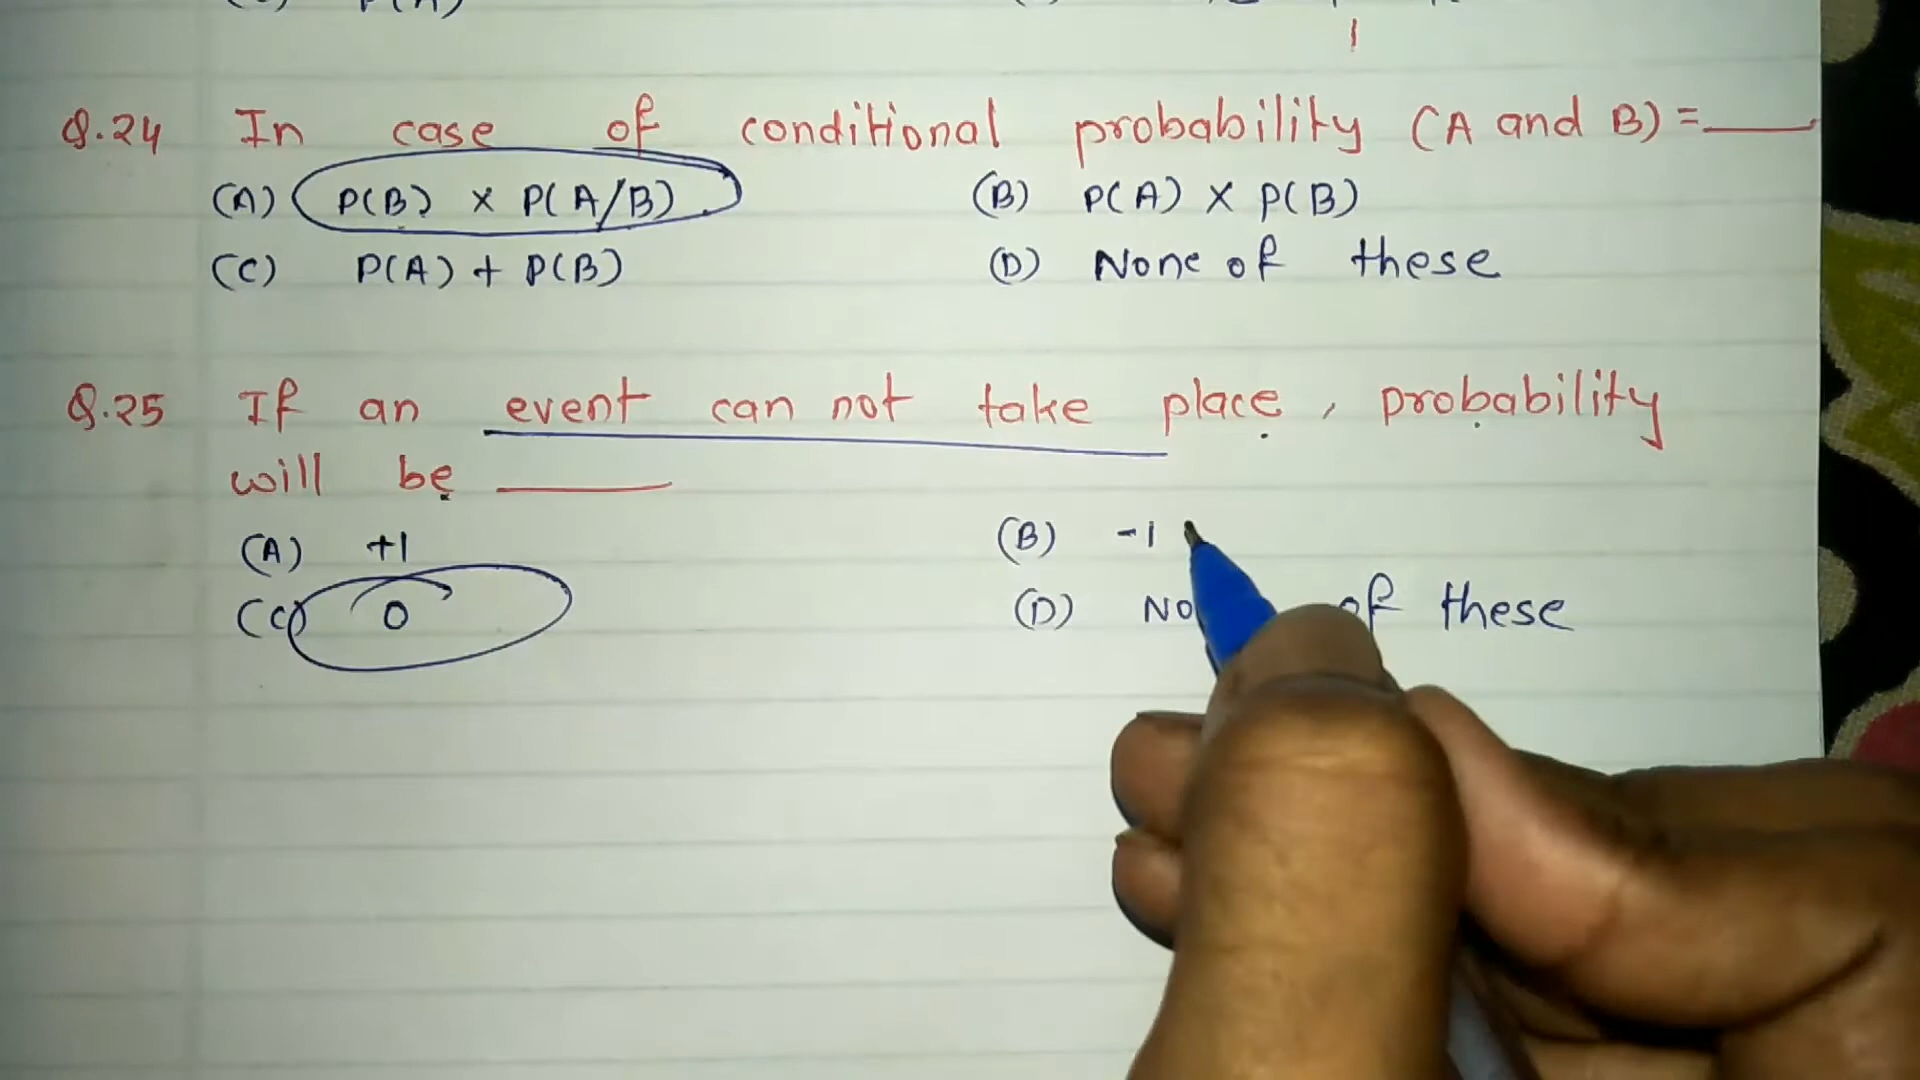 Q.24 In case of conditional probability (A and B) = ____
(A) P(B) × P(A/B) (B) P(A) × P(B)
(C) P(A) + P(B) (D) None of these
Q.25 If an event can not take place, probability
will be ____
(A) +1 (B) -1
(C) 0 (D) of these